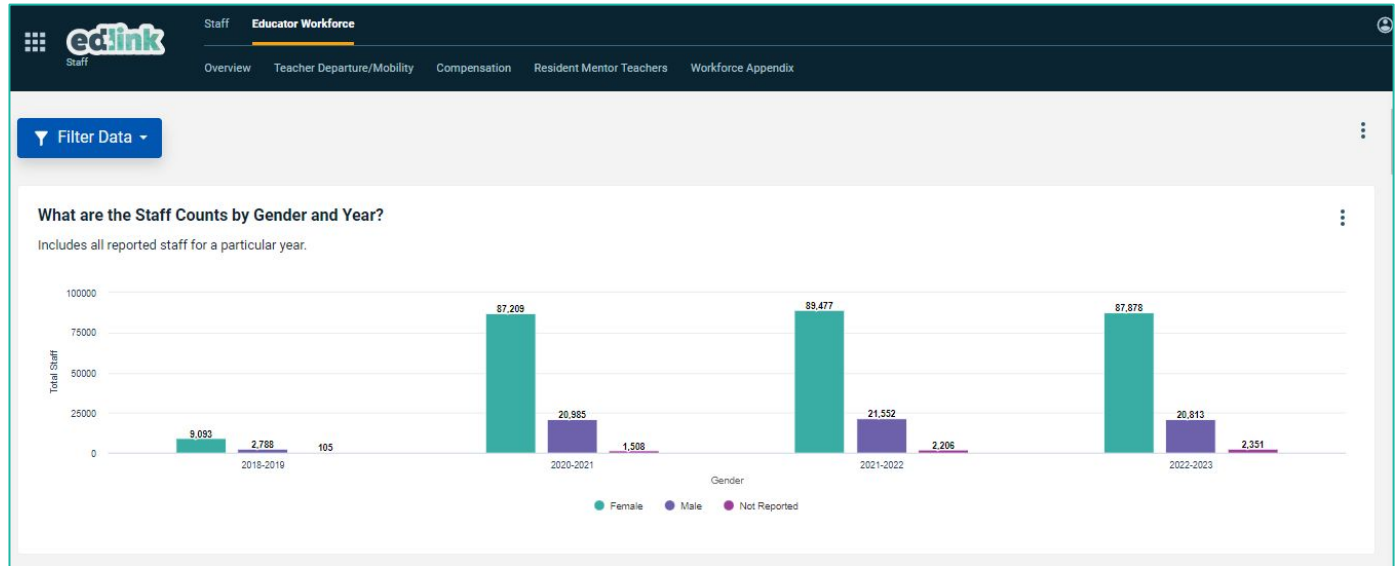 Staff Educator Workforce
ed:link
Staff
Overview Teacher Departure/Mobility Compensation Resident Mentor Teachers Workforce Appendix
Filter Data
What are the Staff Counts by Gender and Year?
Includes all reported staff for a particular year.
100000
75000
50000
25000
0
Total Staff
9,093
2,788
105
87,209
20,985
1,508
89,477
21,552
2,206
87,878
20,813
2,351
2018-2019
2020-2021
2021-2022
2022-2023
Gender
Female Male Not Reported